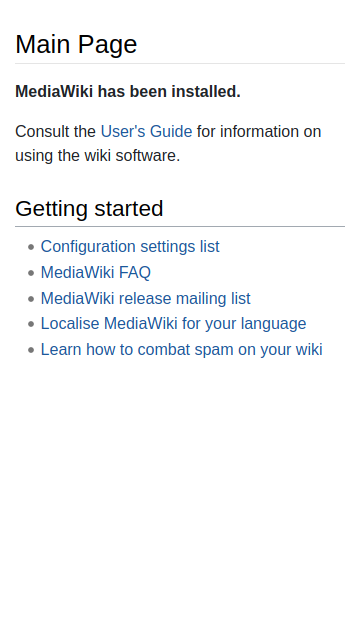 Main Page
MediaWiki has been installed.
Consult the User's Guide for information on
using the wiki software.
Getting started
Configuration settings list
MediaWiki FAQ
MediaWiki release mailing list
Localise MediaWiki for your language
Learn how to combat spam on your wiki